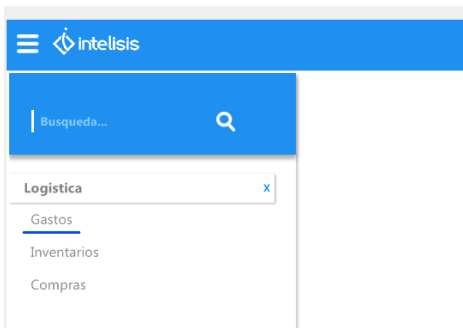 intelisis
Busqueda...
Logistica x
Gastos
Inventarios
Compras